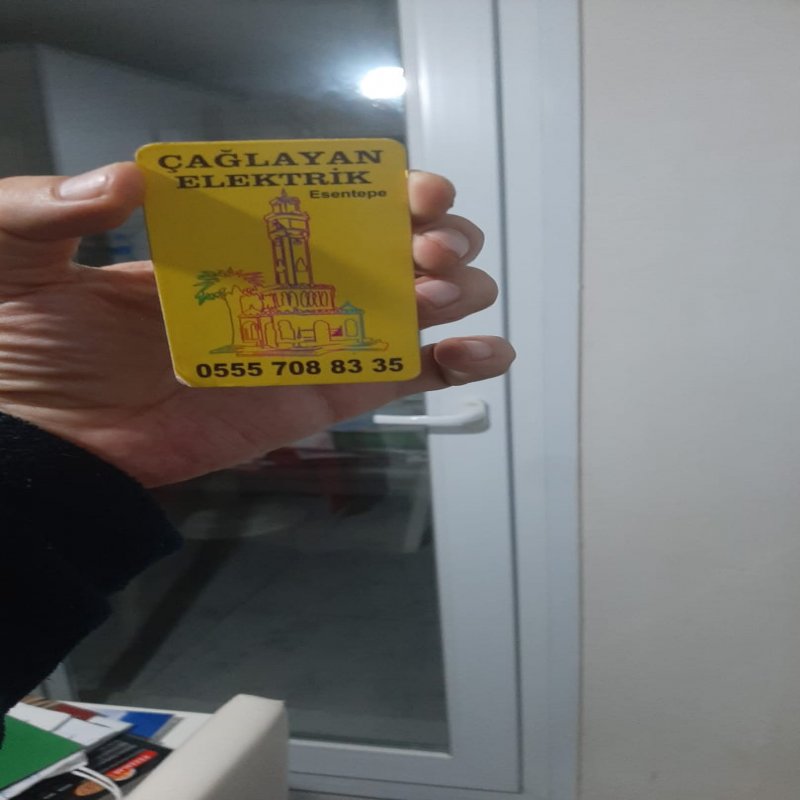 ÇAĞLAYAN
ELEKTRİK
Esentepe
0555 708 83 35